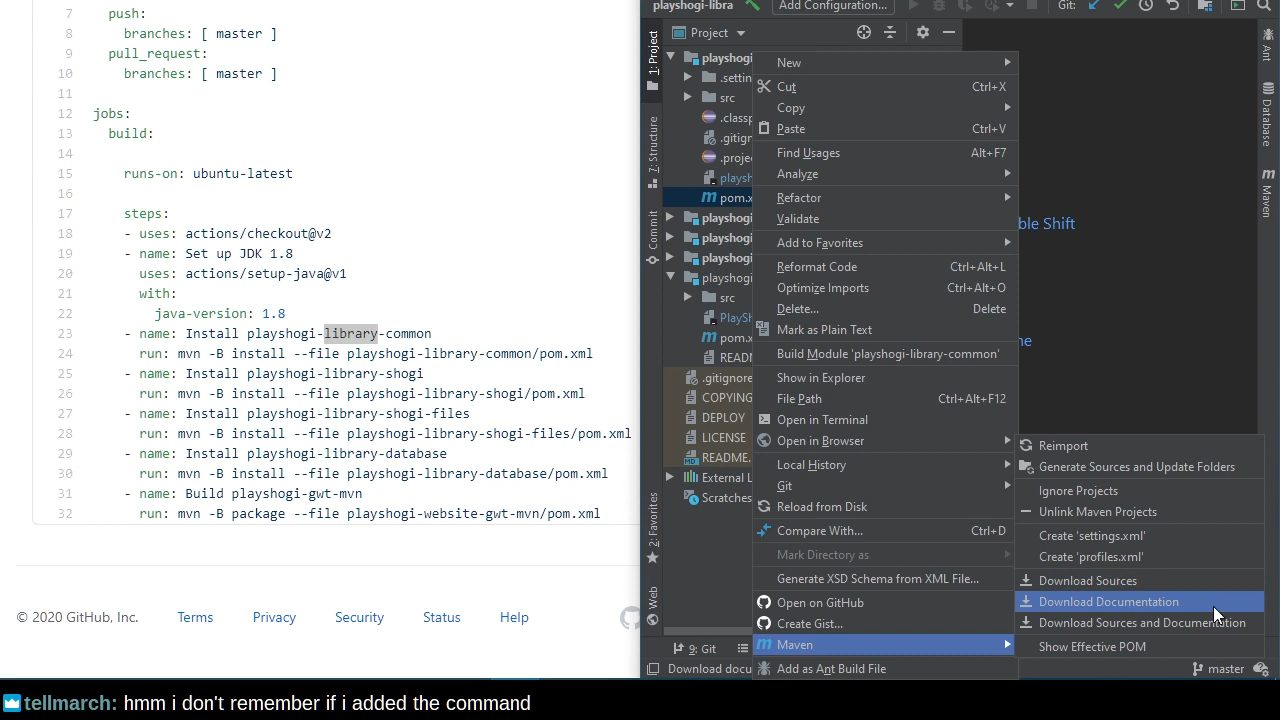 7 push:
8 branches: [ master ]
9 pull_request:
10 branches: [ master ]
11
12 jobs:
13 build:
14
15 runs-on: ubuntu-latest
16
17 steps:
18 - uses: actions/checkout@v2
19 - name: Set up JDK 1.8
20 uses: actions/setup-java@v1
21 with:
22 java-version: 1.8
23 - name: Install playshogi-library-common
24 run: mvn -B install --file playshogi-library-common/pom.xml
25 - name: Install playshogi-library-shogi
26 run: mvn -B install --file playshogi-library-shogi/pom.xml
27 - name: Install playshogi-library-shogi-files
28 run: mvn -B install --file playshogi-library-shogi-files/pom.xml
29 - name: Install playshogi-library-database
30 run: mvn -B install --file playshogi-library-database/pom.xml
31 - name: Build playshogi-gwt-mvn
32 run: mvn -B package --file playshogi-website-gwt-mvn/pom.xml
© 2020 GitHub, Inc. Terms Privacy Security Status Help
playshogi-libra Add Configuration... Git:
1: Project
7: Structure
Commit
2: Favorites
Web
Project
playshogi
.settin
src
.classp
.gitign
.projec
playsh
pom.x
playshogi
playshogi
playshogi
playshogi
src
PlaySh
pom.x
READM
.gitignore
COPYING
DEPLOY
LICENSE
README.
External L
Scratches
New
Cut Ctrl+X
Copy
Paste Ctrl+V
Find Usages Alt+F7
Analyze
Refactor
Validate
Add to Favorites
Reformat Code Ctrl+Alt+L
Optimize Imports Ctrl+Alt+O
Delete... Delete
Mark as Plain Text
Build Module 'playshogi-library-common'
Show in Explorer
File Path Ctrl+Alt+F12
Open in Terminal
Open in Browser
Local History
Git
Reload from Disk
Compare With... Ctrl+D
Mark Directory as
Generate XSD Schema from XML File...
Open on GitHub
Create Gist...
Maven
Add as Ant Build File
Reimport
Generate Sources and Update Folders
Ignore Projects
Unlink Maven Projects
Create 'settings.xml'
Create 'profiles.xml'
Download Sources
Download Documentation
Download Sources and Documentation
Show Effective POM
ble Shift
me
Ant
Database
Maven
9: Git
Download docu
master
tellmarch: hmm i don't remember if i added the command